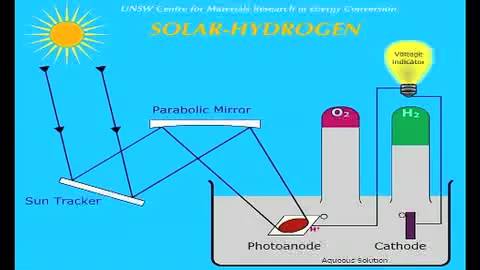 UNSW Centre for Materials Research in Energy Conversion
SOLAR-HYDROGEN
Voltage
Indicator
Parabolic Mirror
O2
H2
Sun Tracker
H+
Photoanode
Cathode
Aqueous Solution